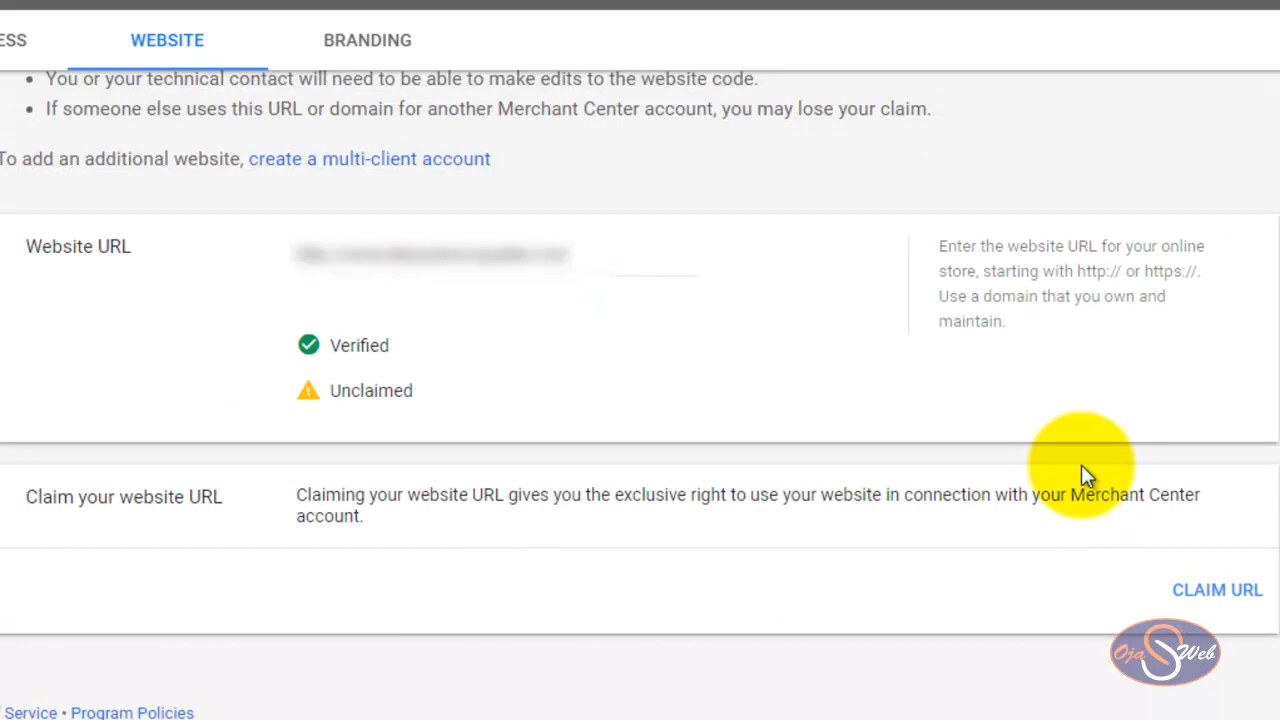 ESS
WEBSITE
BRANDING
• You or your technical contact will need to be able to make edits to the website code.
• If someone else uses this URL or domain for another Merchant Center account, you may lose your claim.
To add an additional website, create a multi-client account
Website URL
Enter the website URL for your online
store, starting with http:// or https://.
Use a domain that you own and
maintain.
Verified
Unclaimed
Claim your website URL
Claiming your website URL gives you the exclusive right to use your website in connection with your Merchant Center
account.
CLAIM URL
Ojas Web
Service • Program Policies